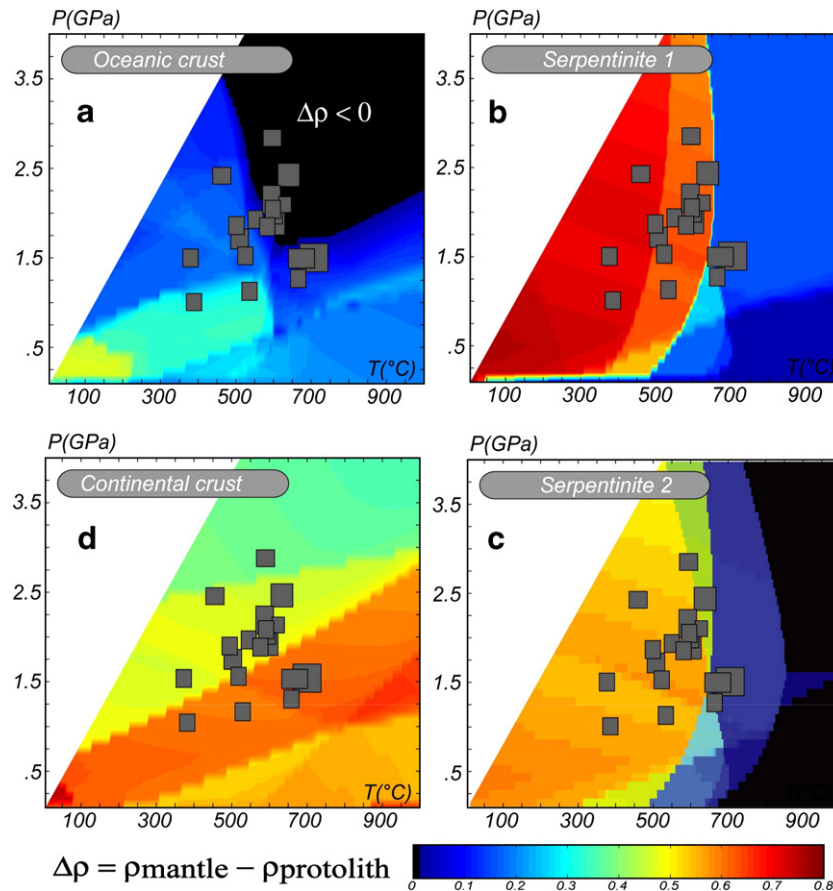 P(GPa)
Oceanic crust
3.5
a
Δρ < 0
2.5
1.5
.5
T(°C)
100 300 500 700 900
P(GPa)
Serpentinite 1
3.5
b
2.5
1.5
.5
T(°C)
100 300 500 700 900
P(GPa)
Continental crust
3.5
d
2.5
1.5
.5
T(°C)
100 300 500 700 900
P(GPa)
Serpentinite 2
3.5
c
2.5
1.5
.5
T(°C)
100 300 500 700 900
Δρ = ρmantle − ρprotolith
0 0.1 0.2 0.3 0.4 0.5 0.6 0.7 0.8